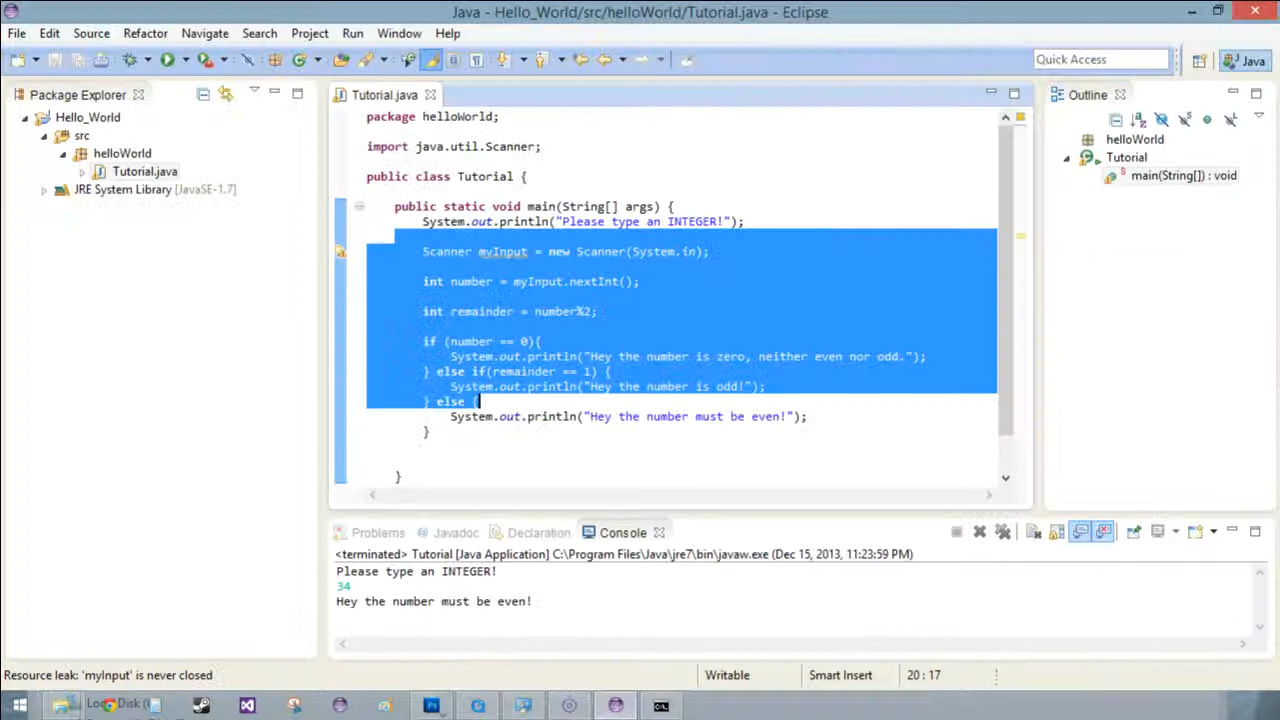 Java - Hello_World/src/helloWorld/Tutorial.java - Eclipse
File Edit Source Refactor Navigate Search Project Run Window Help
Quick Access
Java
Package Explorer
Hello_World
src
helloWorld
Tutorial.java
JRE System Library [JavaSE-1.7]
Tutorial.java
package helloWorld;
import java.util.Scanner;
public class Tutorial {
public static void main(String[] args) {
System.out.println("Please type an INTEGER!");
Scanner myInput = new Scanner(System.in);
int number = myInput.nextInt();
int remainder = number%2;
if (number == 0){
System.out.println("Hey the number is zero, neither even nor odd.");
} else if(remainder == 1) {
System.out.println("Hey the number is odd!");
} else {
System.out.println("Hey the number must be even!");
}
}
Outline
helloWorld
Tutorial
main(String[]) : void
Problems Javadoc Declaration Console
<terminated> Tutorial [Java Application] C:\Program Files\Java\jre7\bin\javaw.exe (Dec 15, 2013, 11:23:59 PM)
Please type an INTEGER!
34
Hey the number must be even!
Resource leak: 'myInput' is never closed
Writable
Smart Insert
20 : 17
Disk